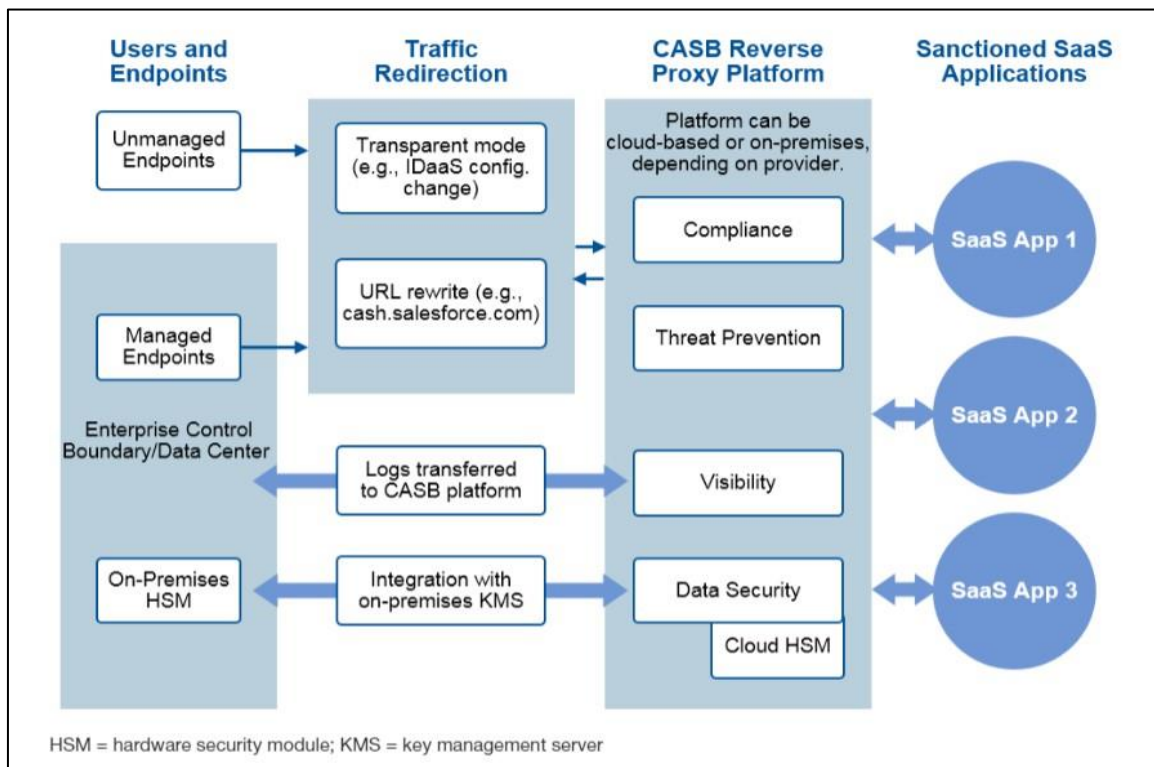 Users and
Endpoints
Traffic
Redirection
CASB Reverse
Proxy Platform
Sanctioned SaaS
Applications
Unmanaged
Endpoints
Transparent mode
(e.g., IDaaS config.
change)
Platform can be
cloud-based or on-premises,
depending on provider.
Compliance
SaaS App 1
URL rewrite (e.g.,
cash.salesforce.com)
Managed
Endpoints
Threat Prevention
SaaS App 2
Enterprise Control
Boundary/Data Center
Logs transferred
to CASB platform
Visibility
On-Premises
HSM
Integration with
on-premises KMS
Data Security
Cloud HSM
SaaS App 3
HSM = hardware security module; KMS = key management server